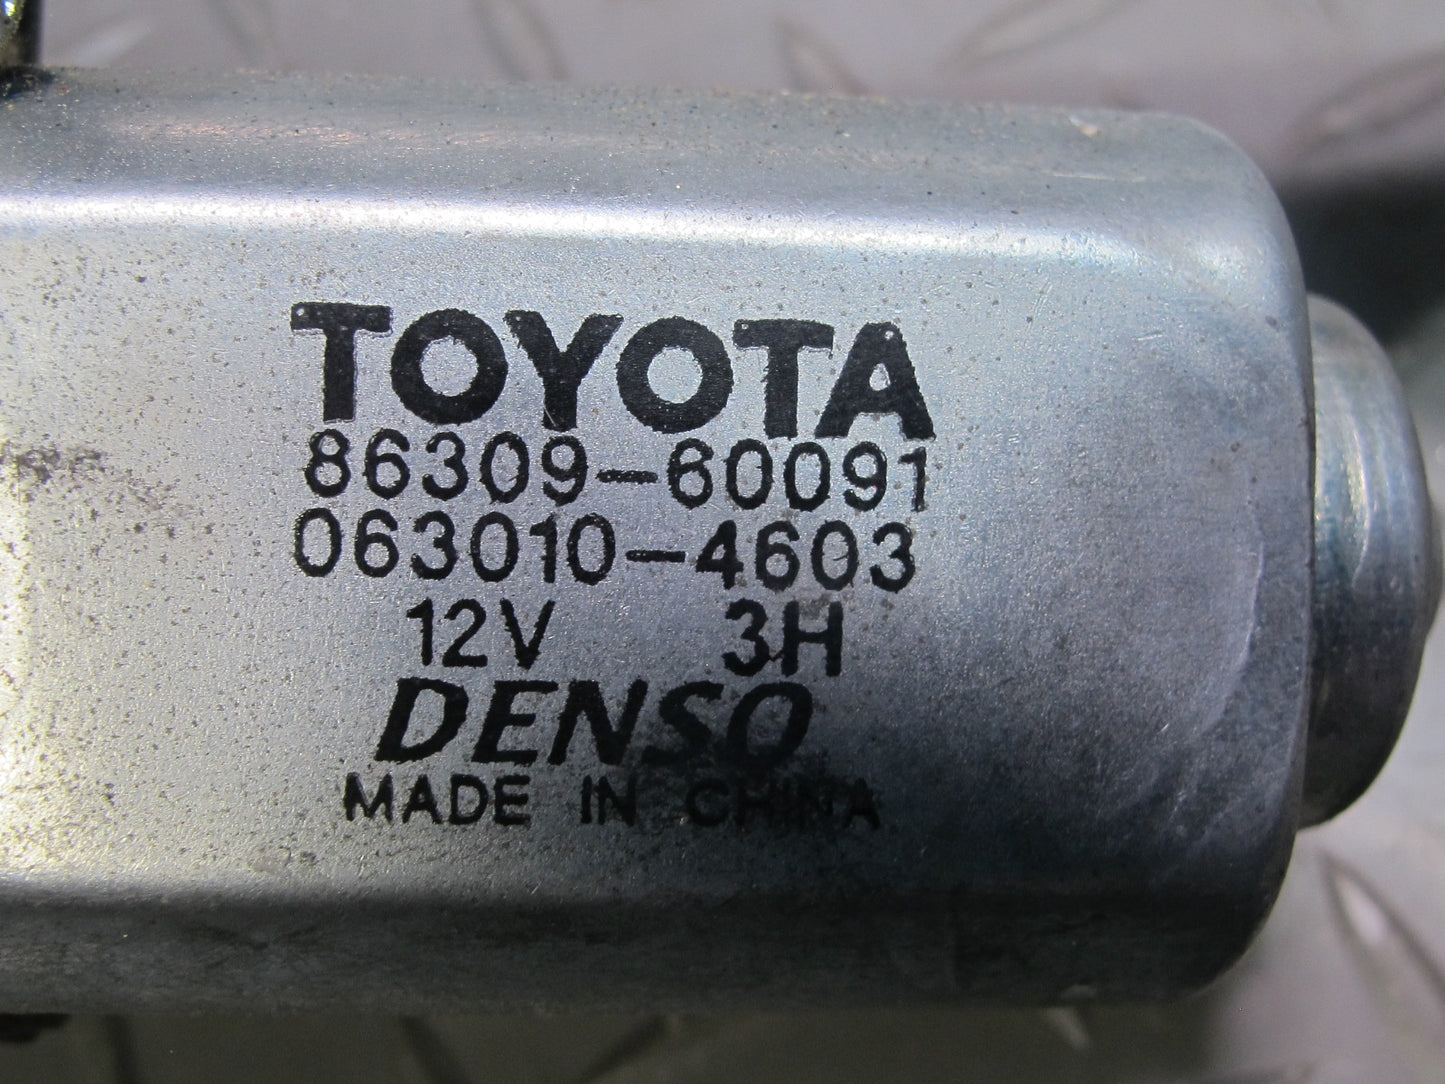 TOYOTA
86309-60091
063010-4603
12V 3H
DENSO
MADE IN CHINA